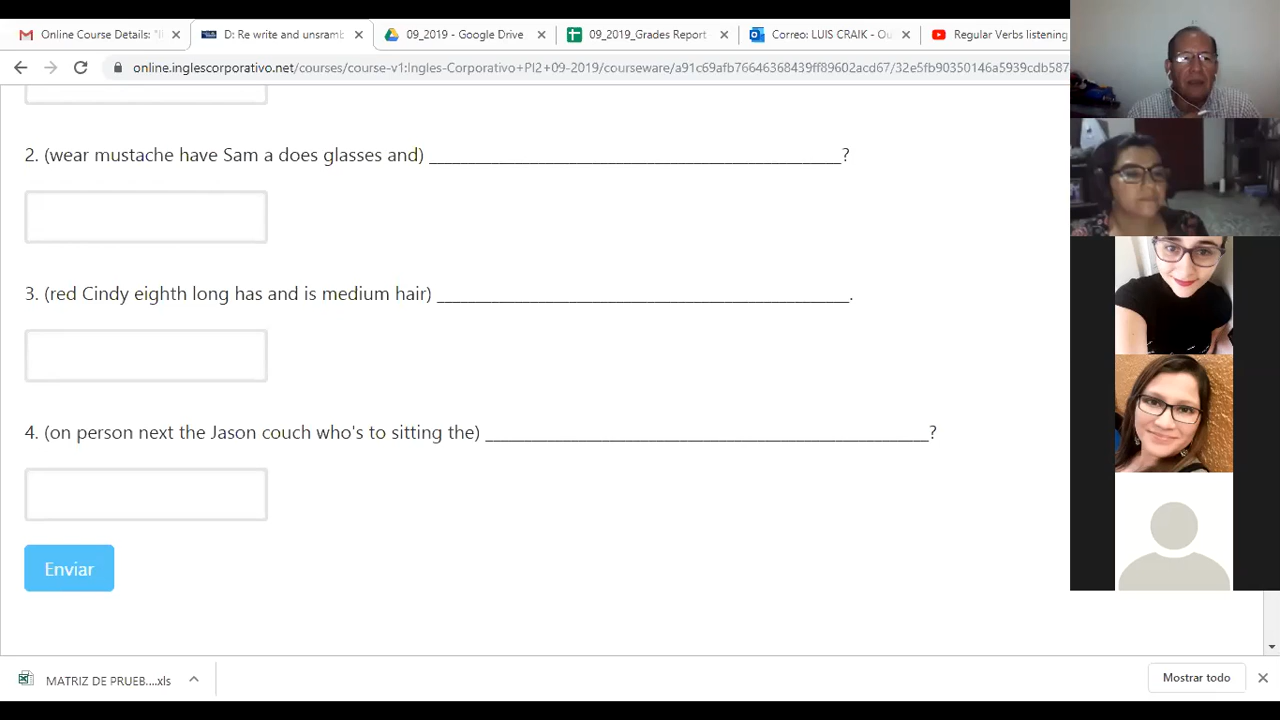 Online Course Details: "I
D: Re write and unsramb
09_2019 - Google Drive
09_2019_Grades Report
Correo: LUIS CRAIK - Ou
Regular Verbs listening
online.inglescorporativo.net/courses/course-v1:Ingles-Corporativo+PI2+09-2019/courseware/a91c69afb76646368439ff89602acd67/32e5fb90350146a5939cdb587
2. (wear mustache have Sam a does glasses and) ________________________________________?
3. (red Cindy eighth long has and is medium hair) ________________________________________.
4. (on person next the Jason couch who's to sitting the) ___________________________________________?
Enviar
MATRIZ DE PRUEB....xls
Mostrar todo